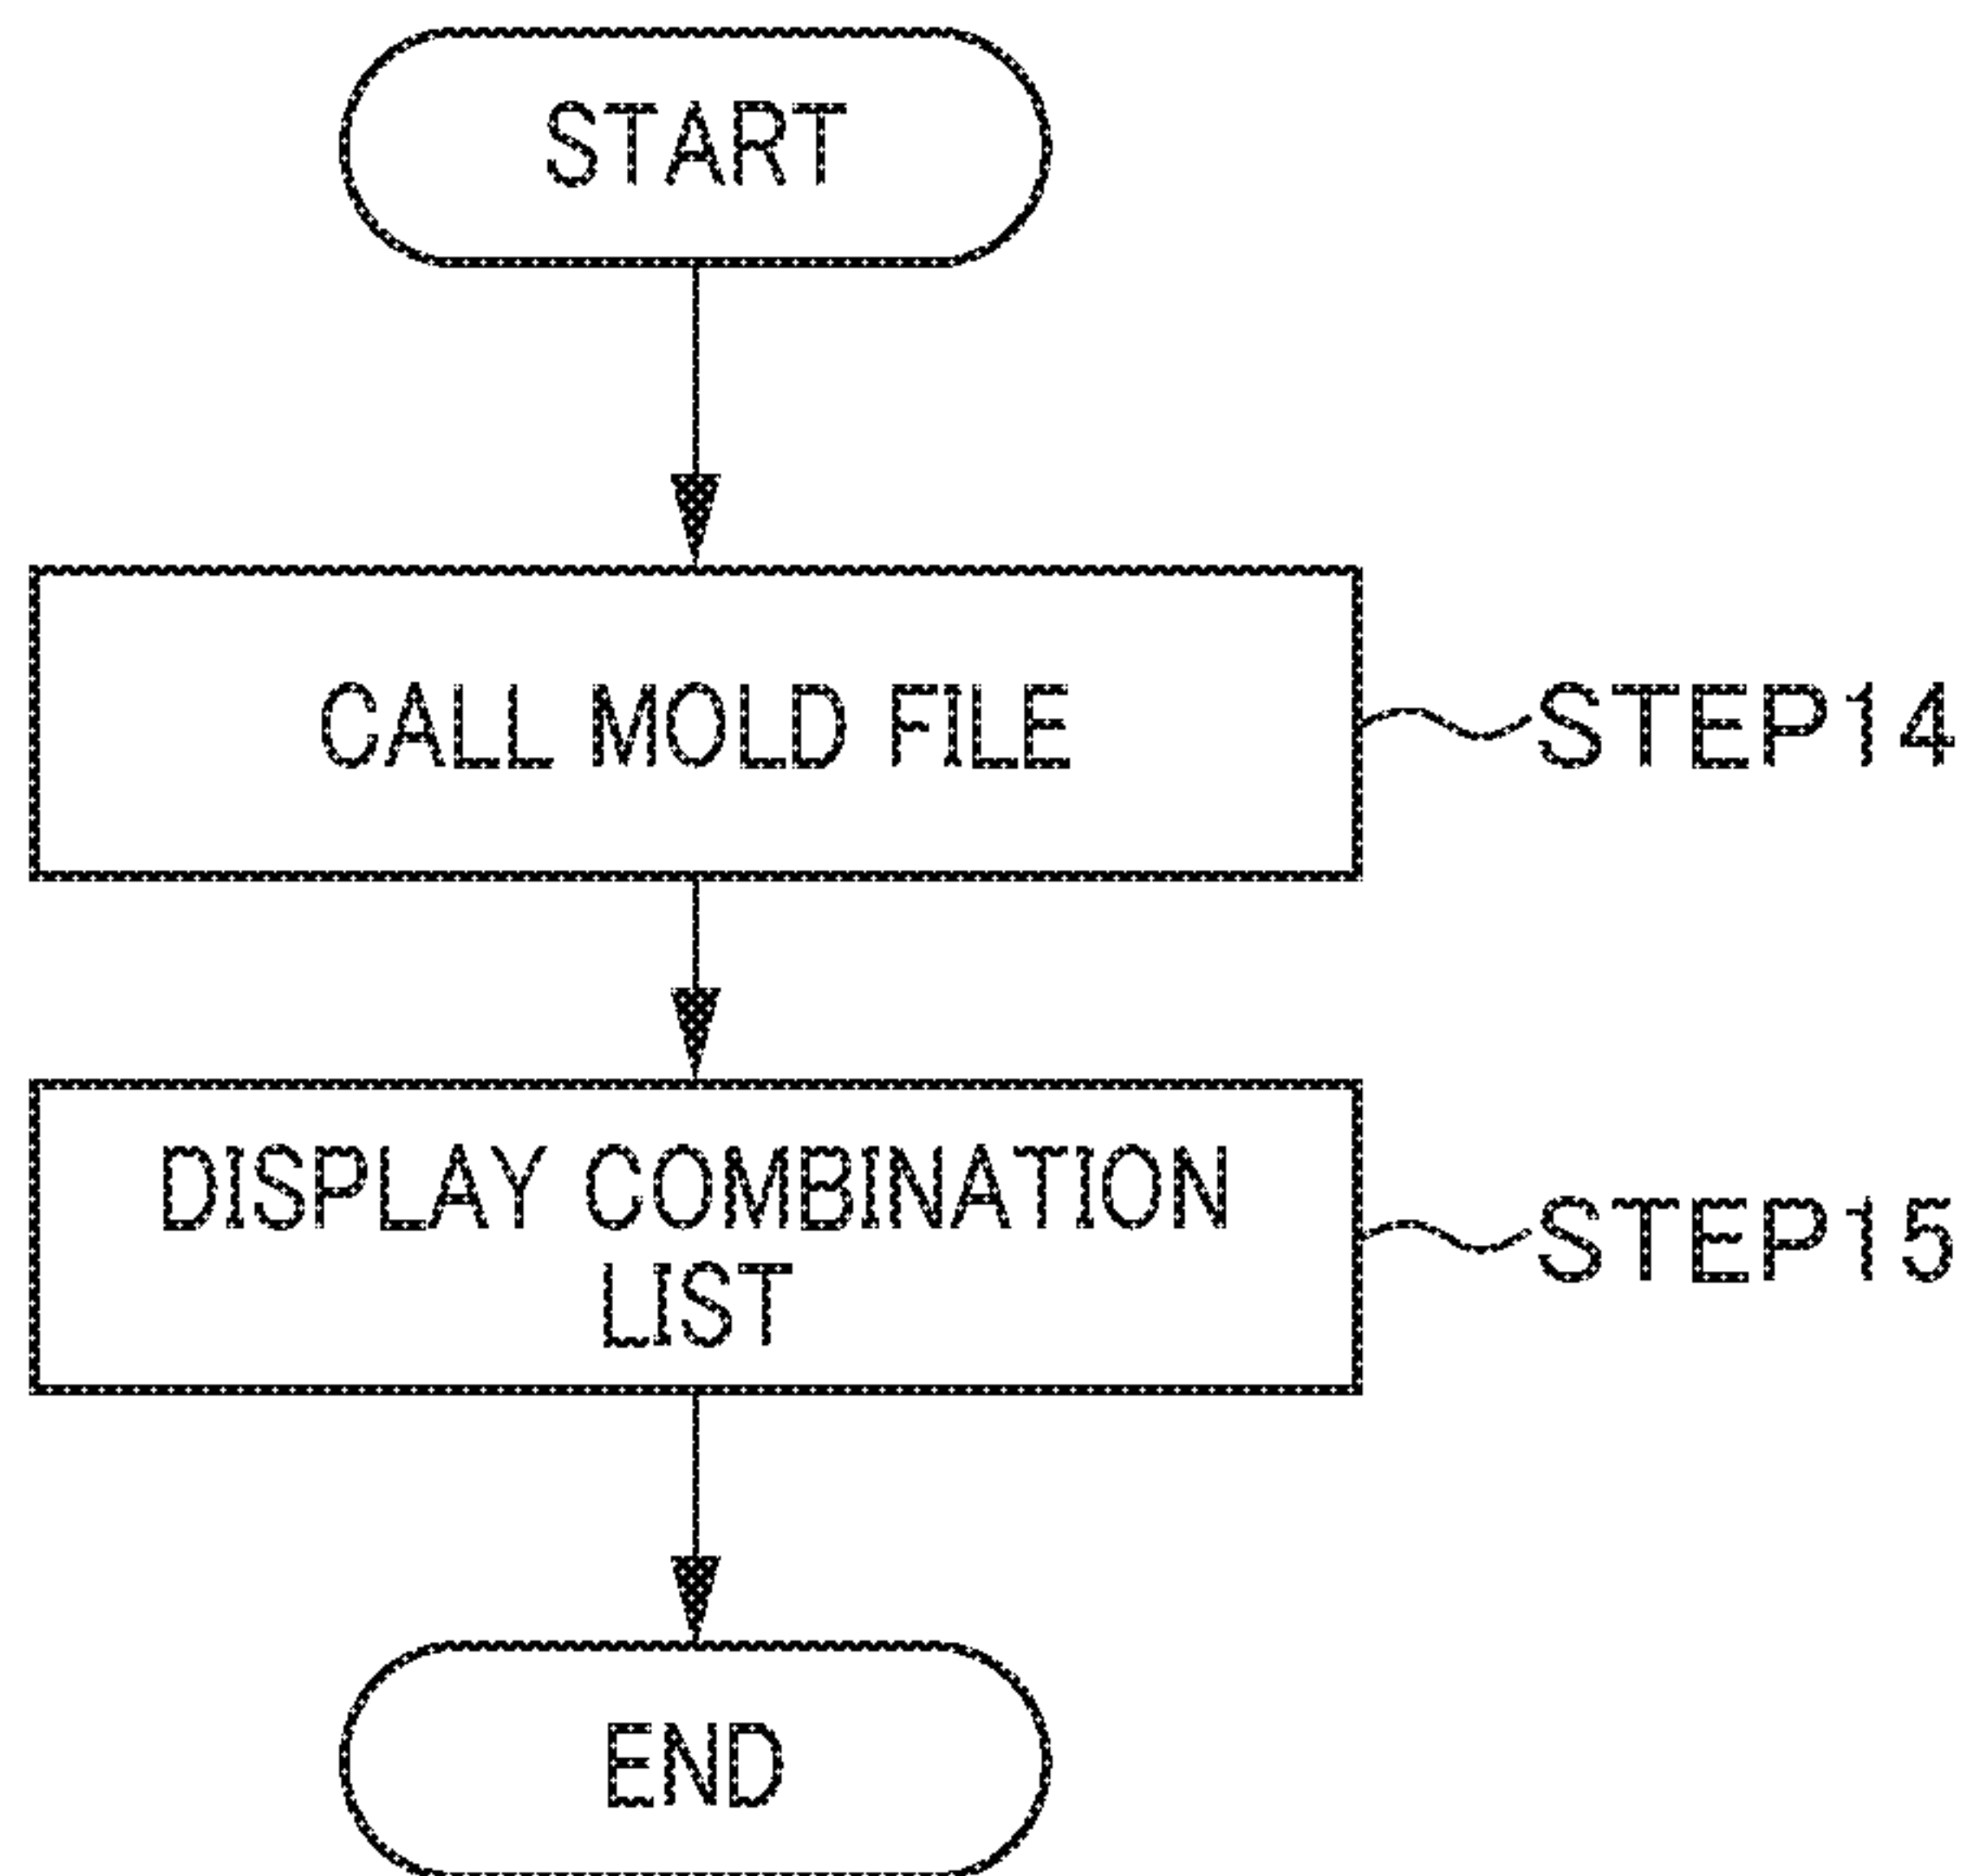 START
CALL MOLD FILE
STEP14
DISPLAY COMBINATION
LIST
STEP15
END